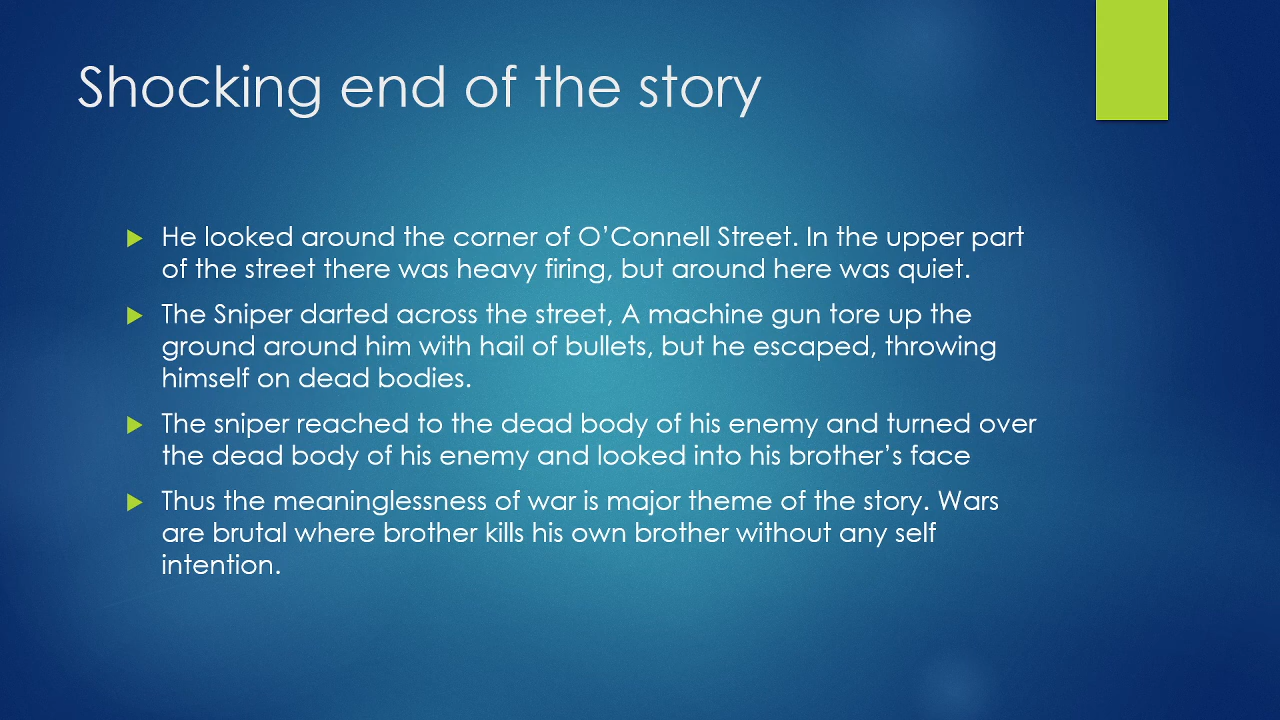 Shocking end of the story
He looked around the corner of O’Connell Street. In the upper part
of the street there was heavy firing, but around here was quiet.
The Sniper darted across the street, A machine gun tore up the
ground around him with hail of bullets, but he escaped, throwing
himself on dead bodies.
The sniper reached to the dead body of his enemy and turned over
the dead body of his enemy and looked into his brother’s face
Thus the meaninglessness of war is major theme of the story. Wars
are brutal where brother kills his own brother without any self
intention.